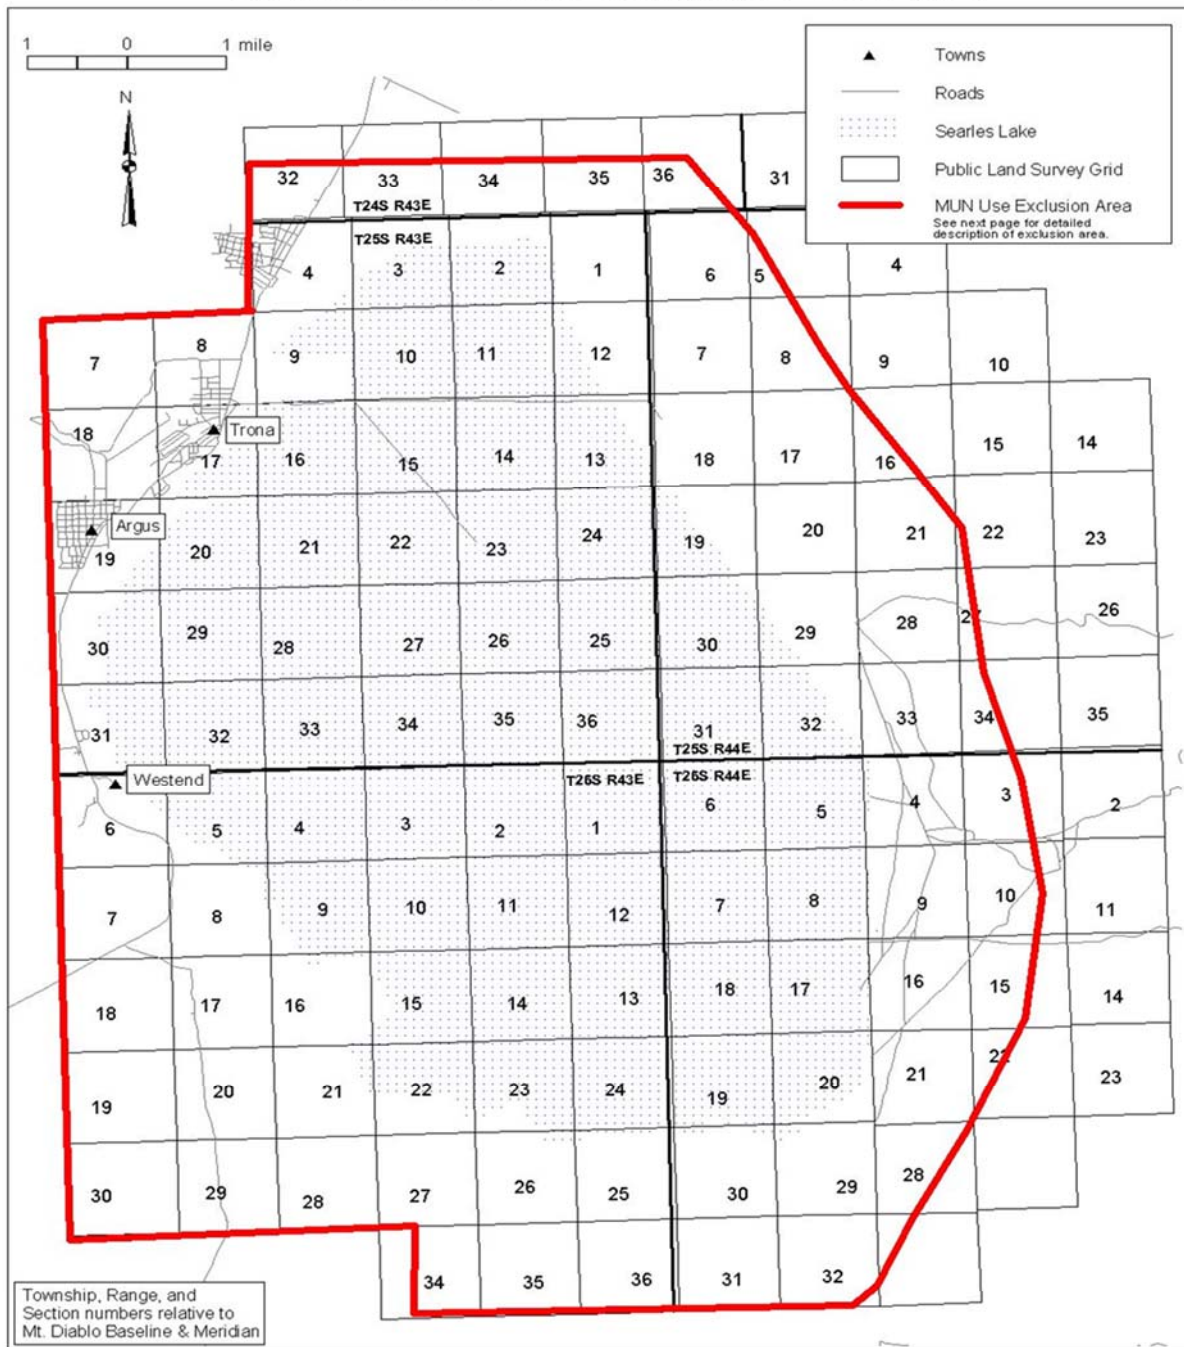 1 0 1 mile
N
Towns
Roads
Searles Lake
Public Land Survey Grid
MUN Use Exclusion Area
See next page for detailed
description of exclusion area.
32 33 34 35 36 31
T24S R43E
T25S R43E
4 3 2 1 6 5 4
7 8 9 10 11 12 7 8 9 10
18 Trona
17 16 15 14 13 18 17 16 15 14
Argus
19 20 21 22 23 24 19 20 21 22 23
30 29 28 27 26 25 30 29 28 27 26
31 32 33 34 35 36 31 32 33 34 35
T25S R44E
Westend
T26S R43E T26S R44E
6 5 4 3 2 1 6 5 4 3 2
7 8 9 10 11 12 7 8 9 10 11
18 17 16 15 14 13 18 17 16 15 14
19 20 21 22 23 24 19 20 21 22 23
30 29 28 27 26 25 30 29 28
34 35 36 31 32
Township, Range, and
Section numbers relative to
Mt. Diablo Baseline & Meridian